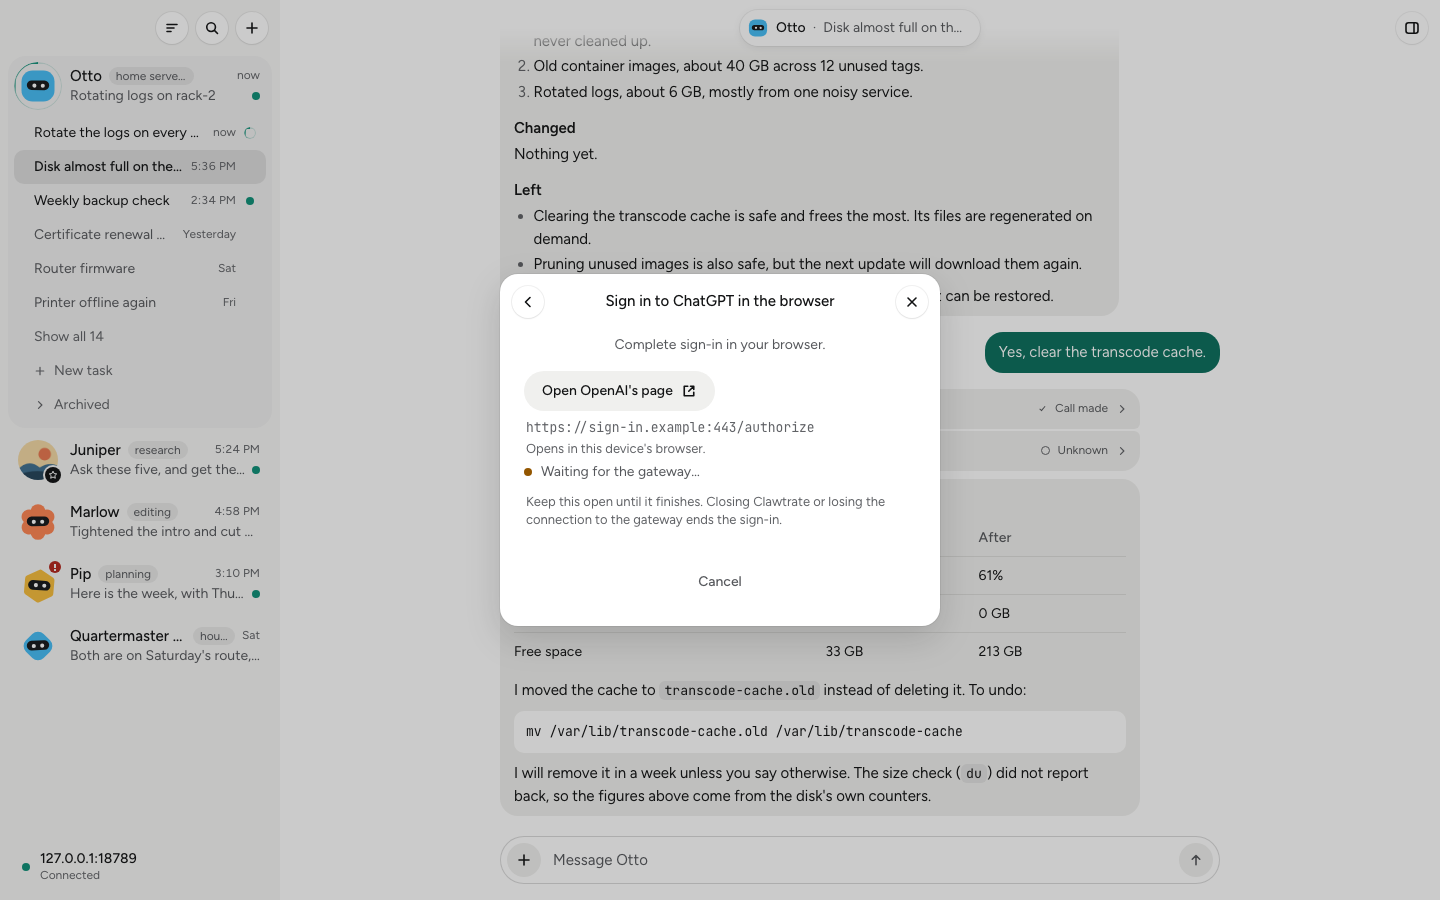 Otto home serve... now
Rotating logs on rack-2
Rotate the logs on every ... now
Disk almost full on the... 5:36 PM
Weekly backup check 2:34 PM
Certificate renewal ... Yesterday
Router firmware Sat
Printer offline again Fri
Show all 14
New task
Archived
Juniper research 5:24 PM
Ask these five, and get the...
Marlow editing 4:58 PM
Tightened the intro and cut ...
Pip planning 3:10 PM
Here is the week, with Thu...
Quartermaster ... hou... Sat
Both are on Saturday's route,...
127.0.0.1:18789
Connected
Otto · Disk almost full on th...
never cleaned up.
2. Old container images, about 40 GB across 12 unused tags.
3. Rotated logs, about 6 GB, mostly from one noisy service.
Changed
Nothing yet.
Left
• Clearing the transcode cache is safe and frees the most. Its files are regenerated on
demand.
• Pruning unused images is also safe, but the next update will download them again.
can be restored.
Yes, clear the transcode cache.
Call made
Unknown
Sign in to ChatGPT in the browser
Complete sign-in in your browser.
Open OpenAI's page
https://sign-in.example:443/authorize
Opens in this device's browser.
Waiting for the gateway...
Keep this open until it finishes. Closing Clawtrate or losing the
connection to the gateway ends the sign-in.
Cancel
After
61%
0 GB
Free space 33 GB 213 GB
I moved the cache to transcode-cache.old instead of deleting it. To undo:
mv /var/lib/transcode-cache.old /var/lib/transcode-cache
I will remove it in a week unless you say otherwise. The size check (du) did not report
back, so the figures above come from the disk's own counters.
Message Otto